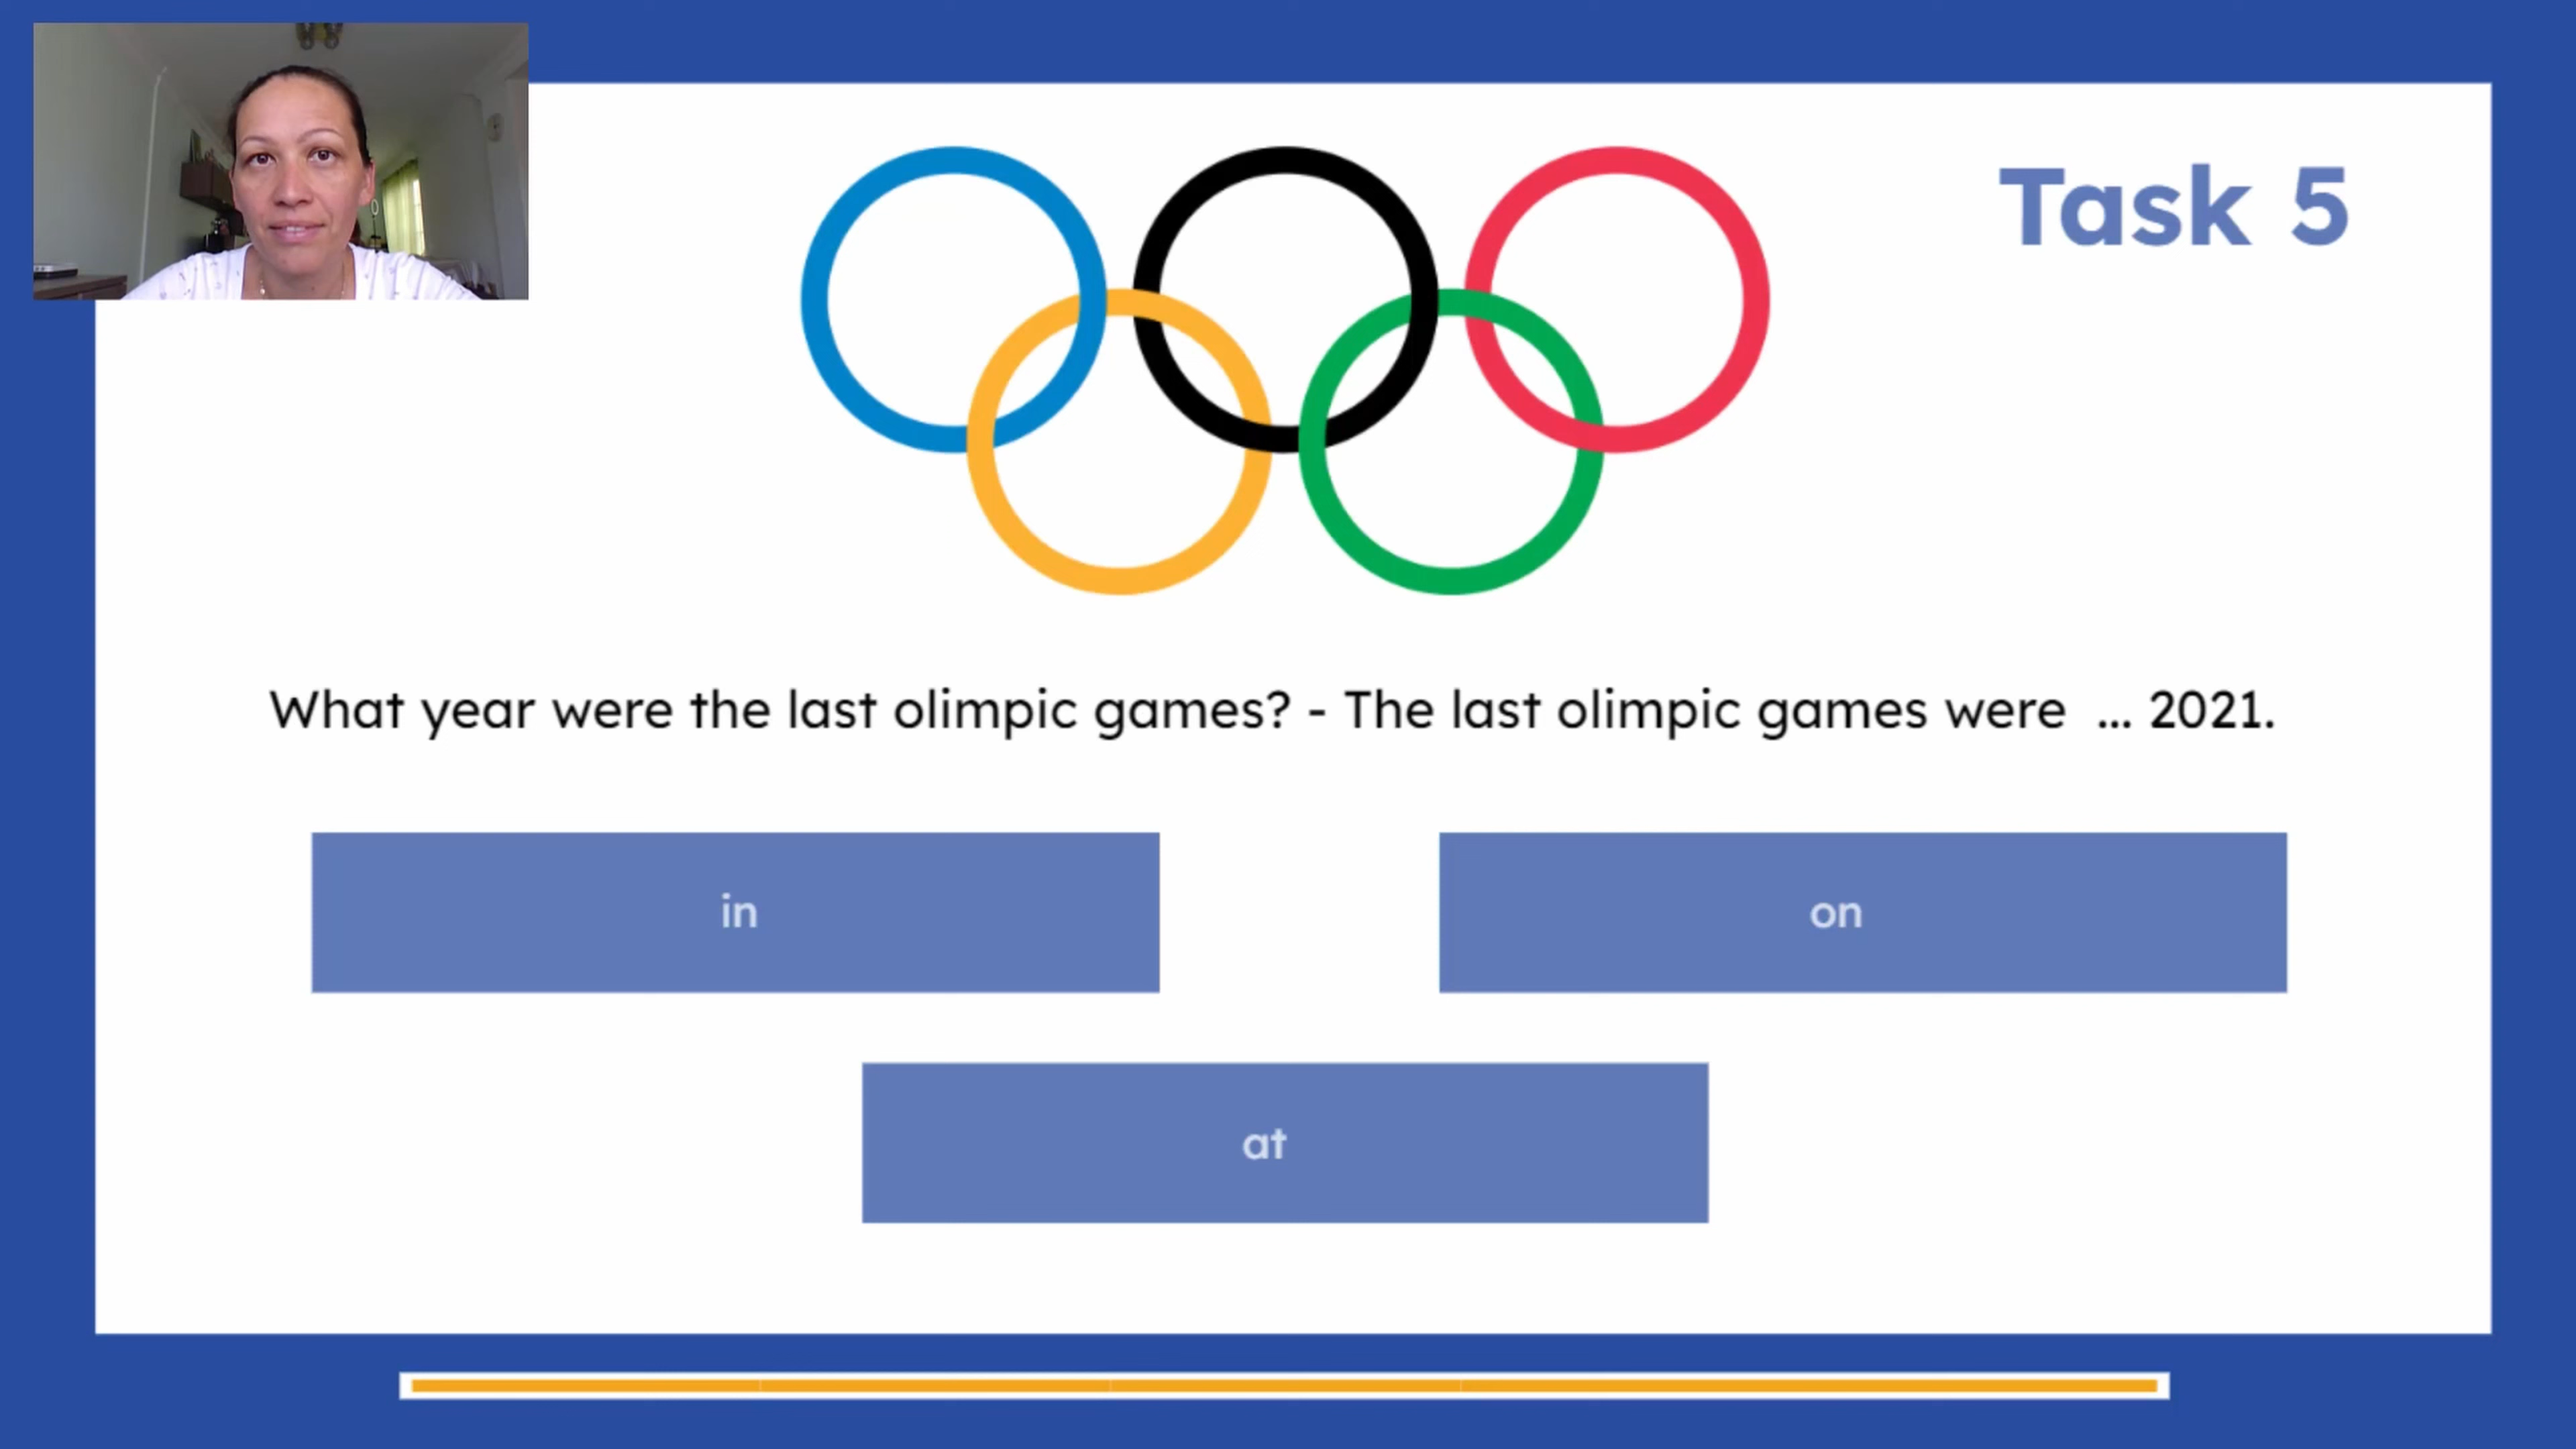 Task 5
What year were the last olimpic games? - The last olimpic games were ... 2021.
in
on
at